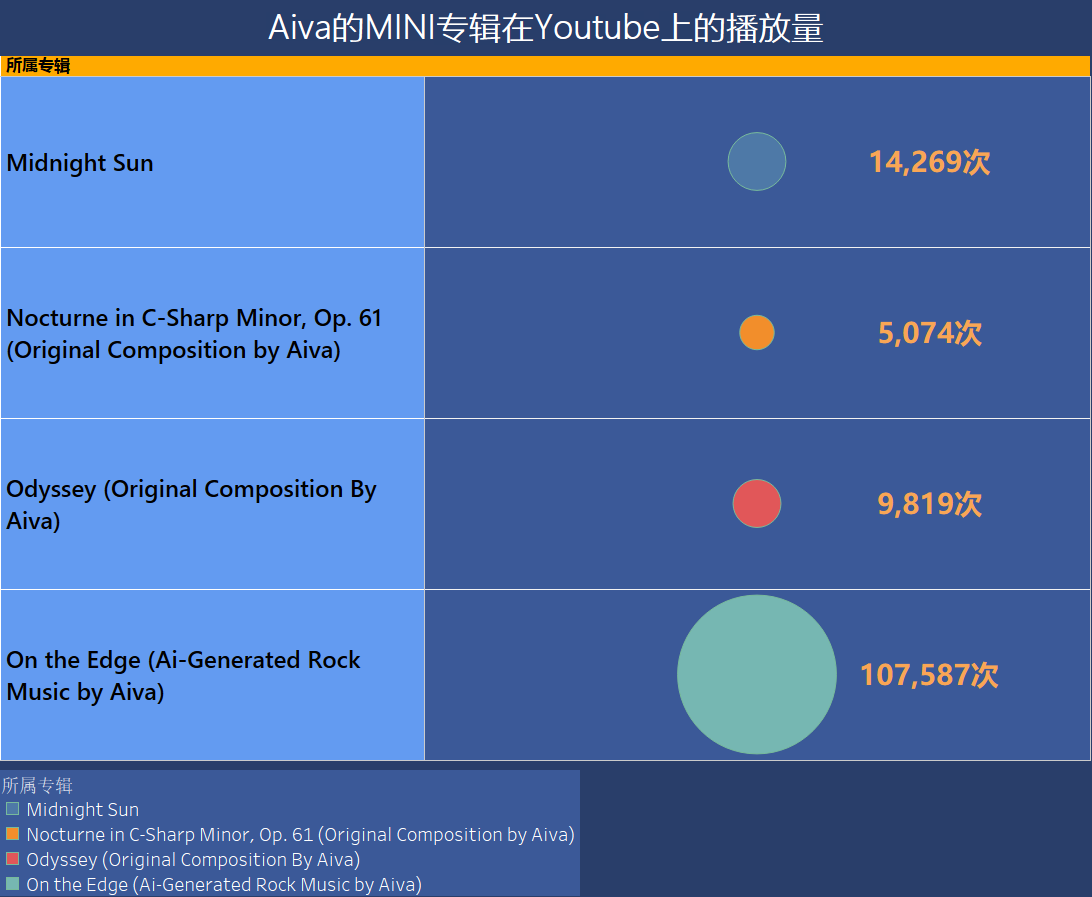 Aiva的MINI专辑在Youtube上的播放量
所属专辑
Midnight Sun
14,269次
Nocturne in C-Sharp Minor, Op. 61
(Original Composition by Aiva)
5,074次
Odyssey (Original Composition By
Aiva)
9,819次
On the Edge (Ai-Generated Rock
Music by Aiva)
107,587次
所属专辑
Midnight Sun
Nocturne in C-Sharp Minor, Op. 61 (Original Composition by Aiva)
Odyssey (Original Composition By Aiva)
On the Edge (Ai-Generated Rock Music by Aiva)